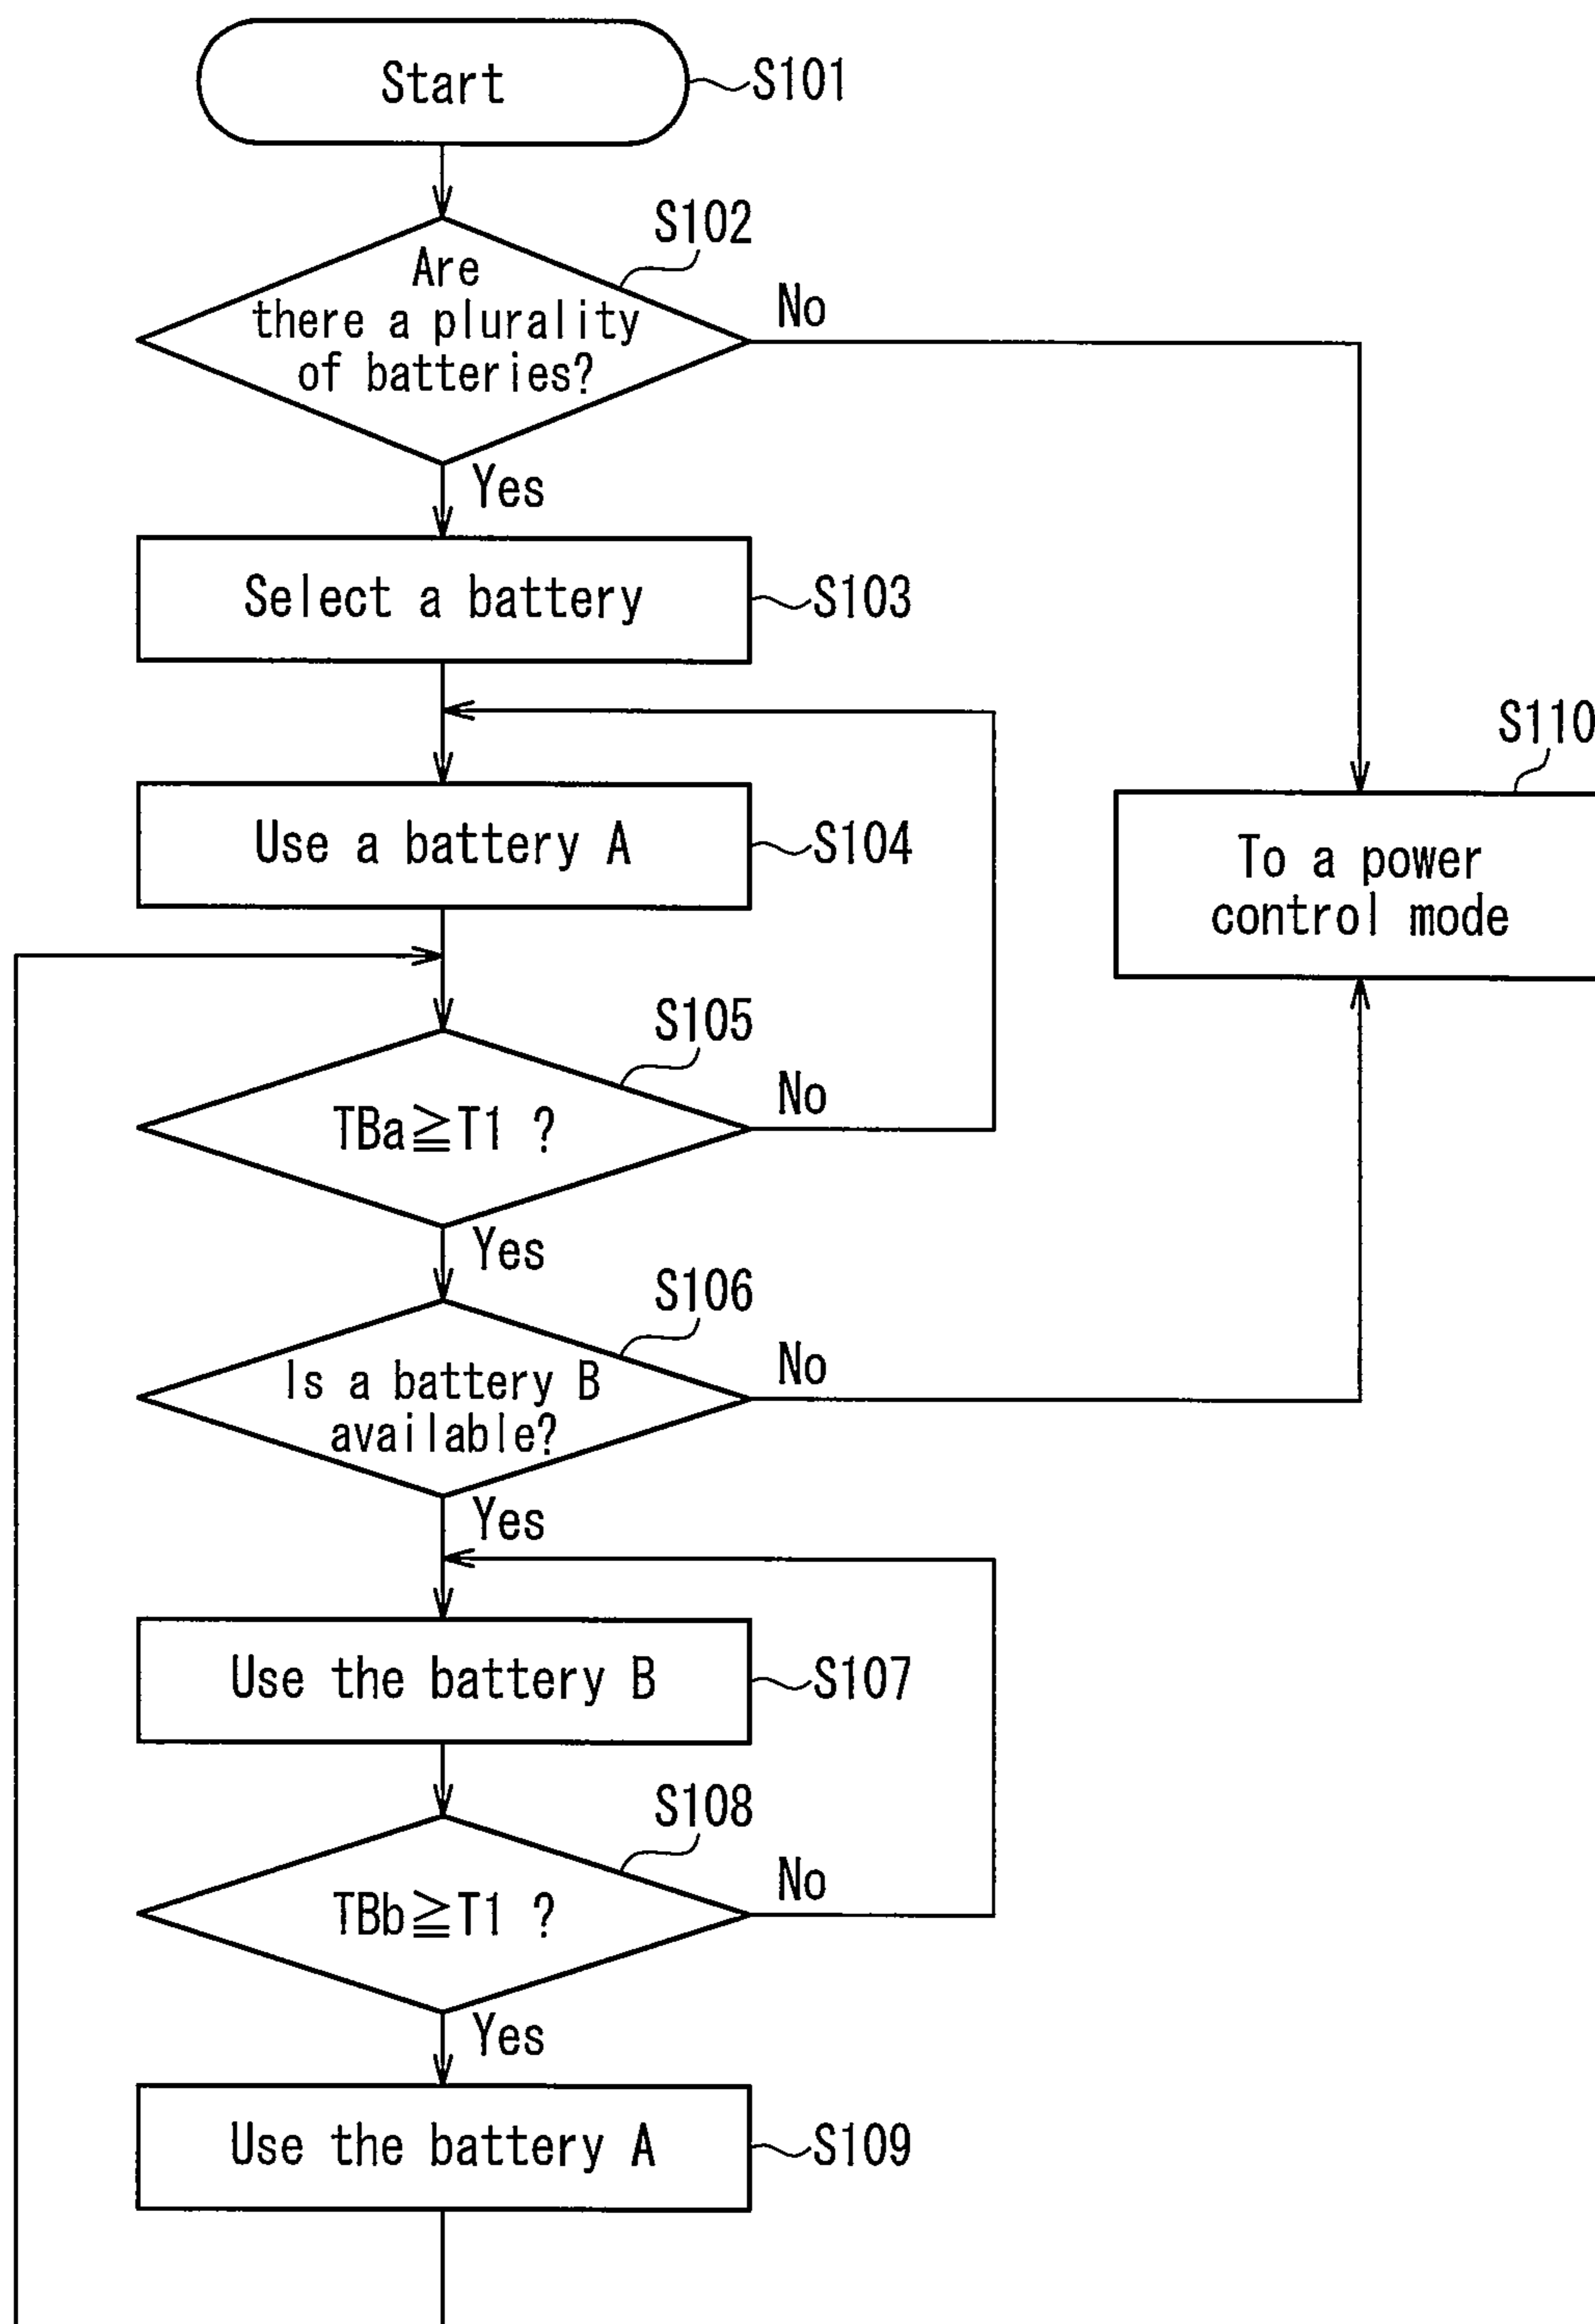 Start
S101
S102
Are
there a plurality
of batteries?
No
Yes
Select a battery
S103
Use a battery A
S104
S110
To a power
control mode
S105
TBa≧T1 ?
No
Yes
S106
Is a battery B
available?
No
Yes
Use the battery B
S107
S108
TBb≧T1 ?
No
Yes
Use the battery A
S109